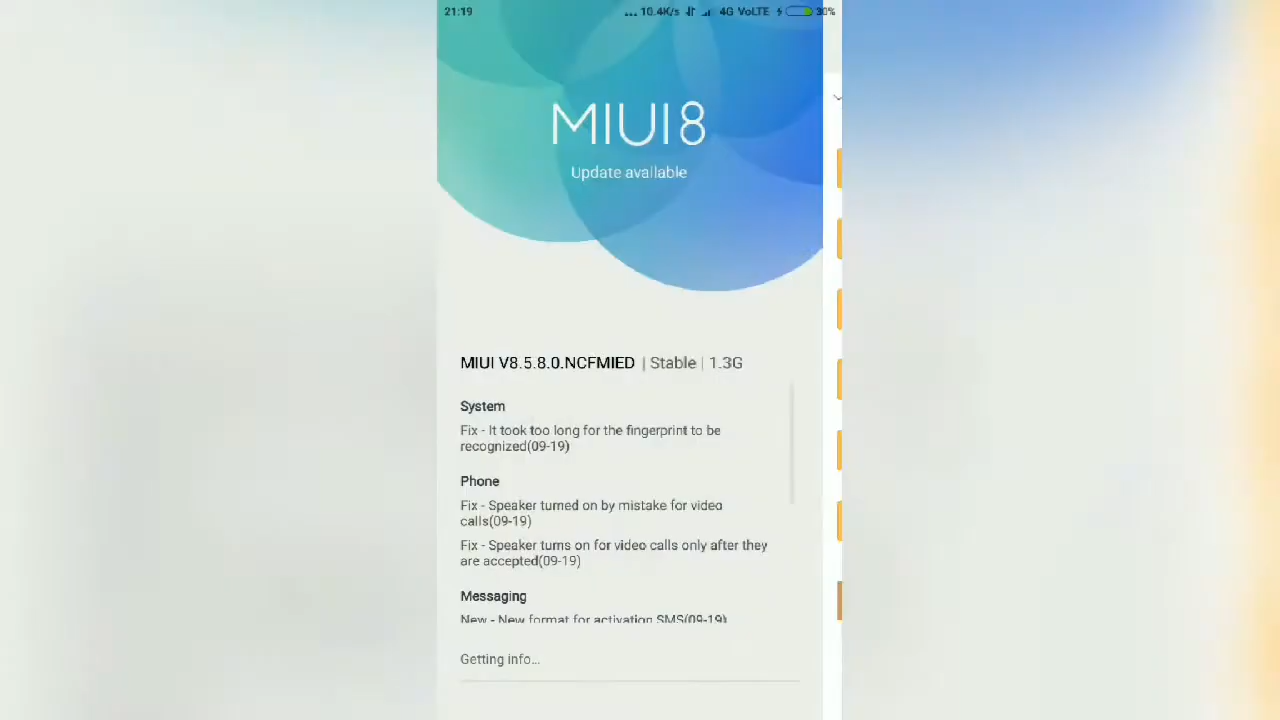 21:19
... 10.4K/s 4G VoLTE 30%
MIUI 8
Update available
MIUI V8.5.8.0.NCFMIED | Stable | 1.3G
System
Fix - It took too long for the fingerprint to be
recognized(09-19)
Phone
Fix - Speaker turned on by mistake for video
calls(09-19)
Fix - Speaker turns on for video calls only after they
are accepted(09-19)
Messaging
New - New format for activation SMS(09-19)
Getting info...